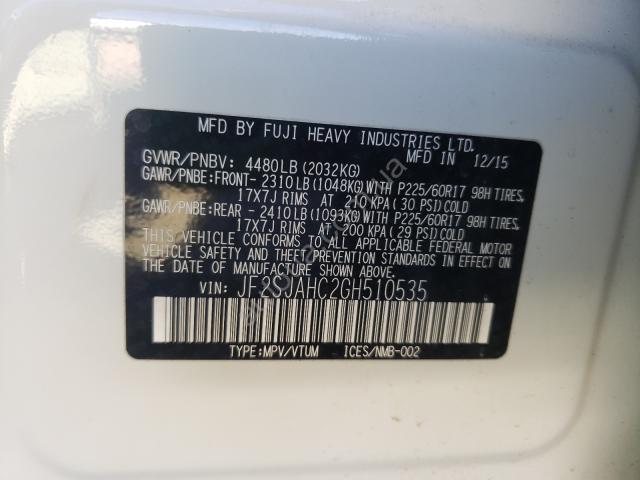 MFD BY FUJI HEAVY INDUSTRIES LTD.
MFD IN 12/15
GVWR/PNBV: 4480LB (2032KG)
GAWR/PNBE:FRONT- 2310LB(1048KG)WITH P225/60R17 98H TIRES,
17X7J RIMS AT 210 KPA (30 PSI)COLD
GAWR/PNBE:REAR - 2410LB(1093KG)WITH P225/60R17 98H TIRES,
17X7J RIMS AT 200 KPA (29 PSI)COLD
THIS VEHICLE CONFORMS TO ALL APPLICABLE FEDERAL MOTOR
VEHICLE SAFETY AND THEFT PREVENTION STANDARDS IN EFFECT ON
THE DATE OF MANUFACTURE SHOWN ABOVE.
VIN: JF2SJAHC2GH510535
TYPE:MPV/VTUM ICES/NMB-002